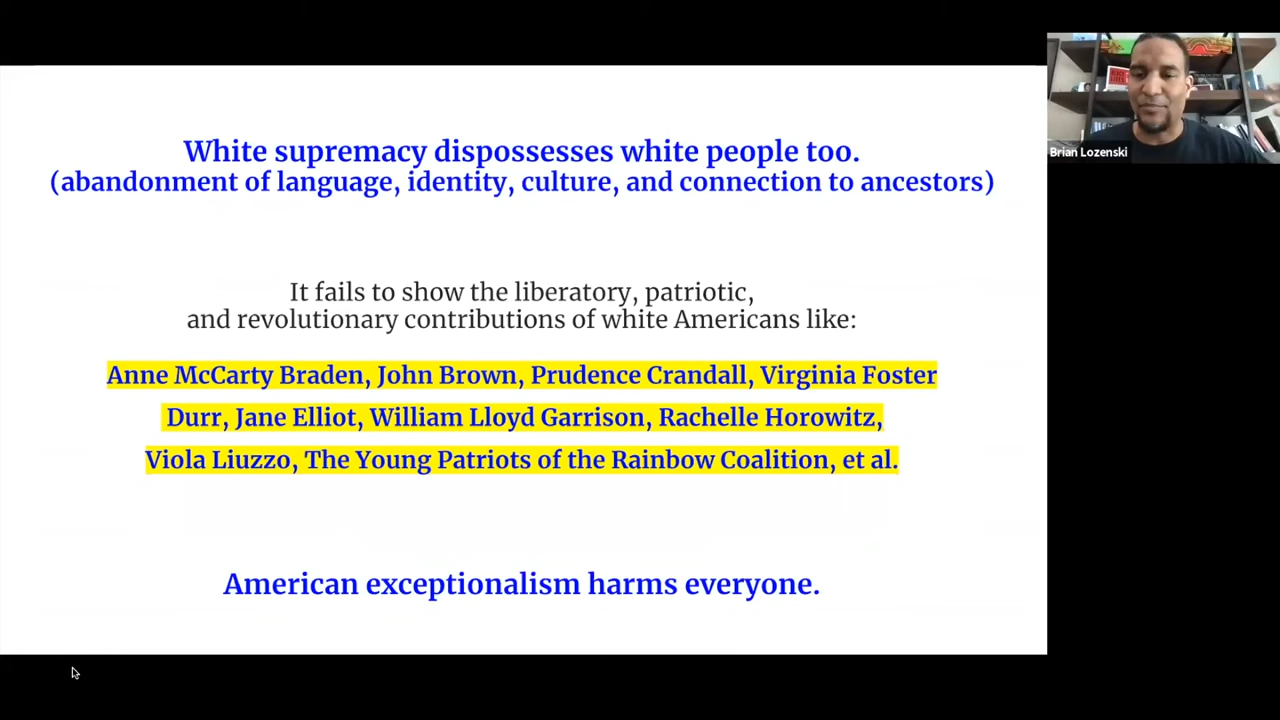 White supremacy dispossesses white people too.
(abandonment of language, identity, culture, and connection to ancestors)
It fails to show the liberatory, patriotic,
and revolutionary contributions of white Americans like:
Anne McCarty Braden, John Brown, Prudence Crandall, Virginia Foster
Durr, Jane Elliot, William Lloyd Garrison, Rachelle Horowitz,
Viola Liuzzo, The Young Patriots of the Rainbow Coalition, et al.
American exceptionalism harms everyone.
Brian Lozenski